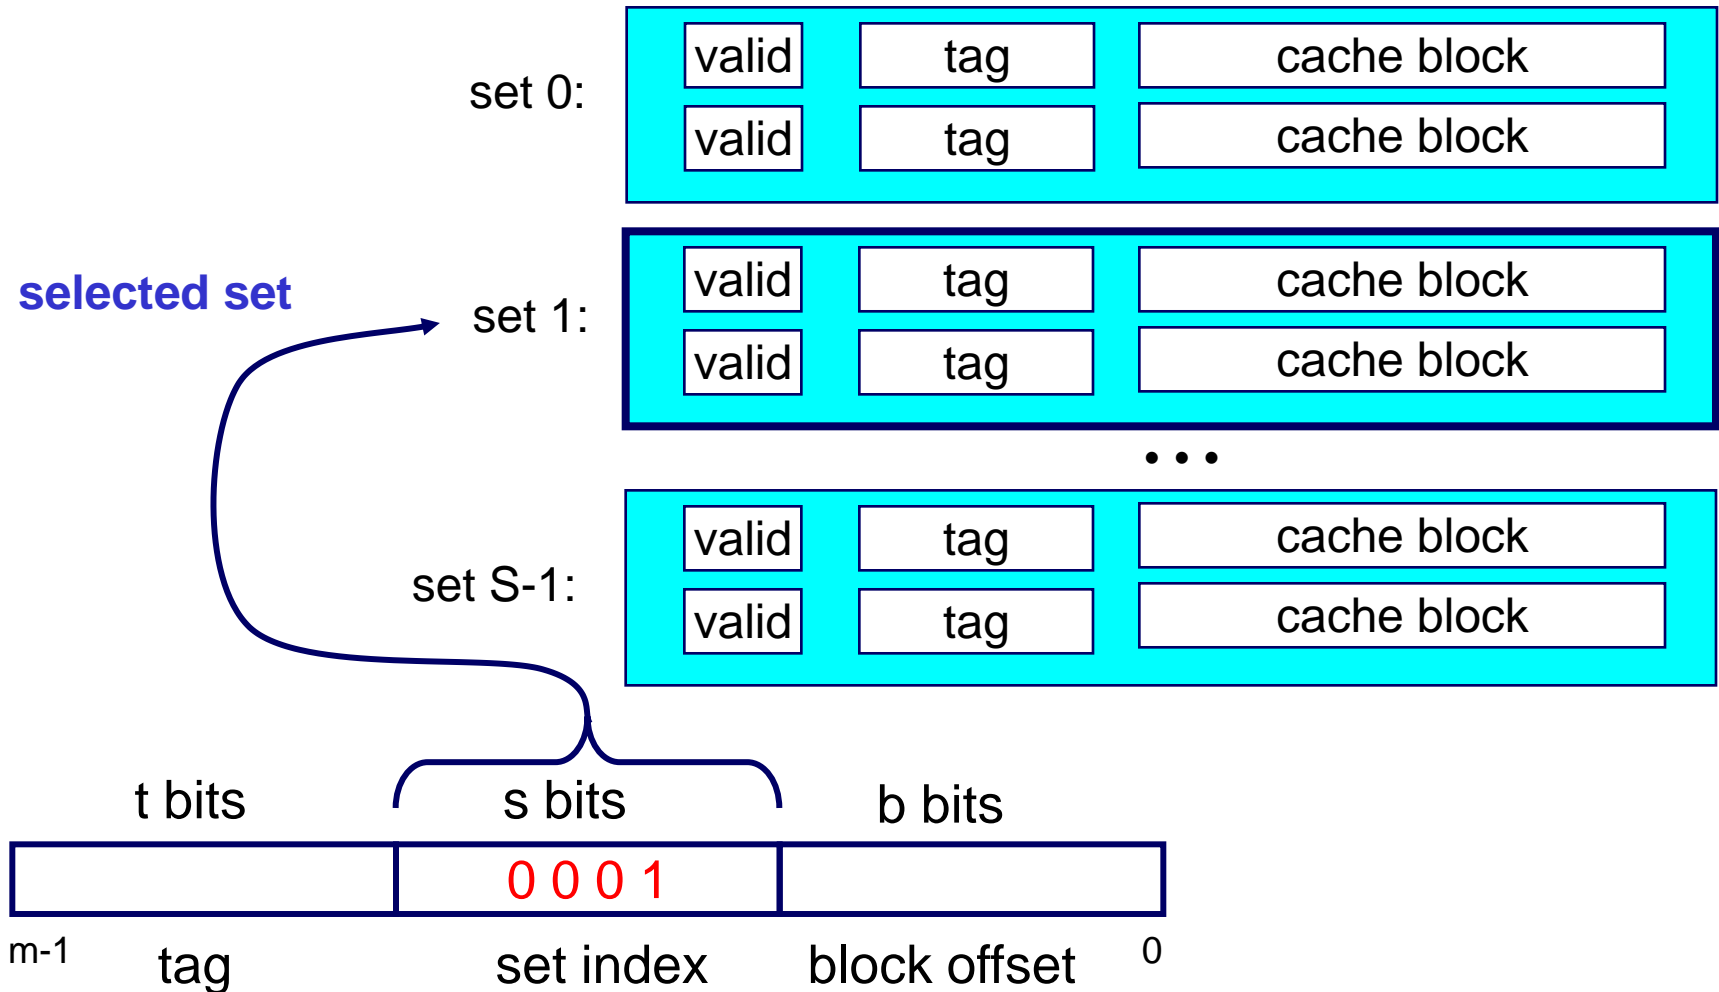 valid tag cache block
set 0:
valid tag cache block
selected set
valid tag cache block
set 1:
valid tag cache block
• • •
valid tag cache block
set S-1:
valid tag cache block
t bits s bits b bits
0 0 0 1
m-1 tag set index block offset 0